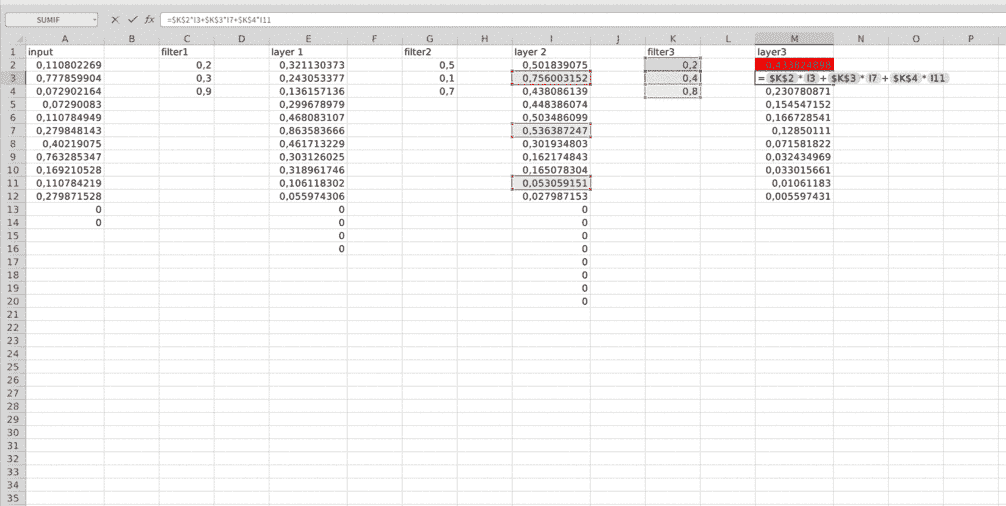 SUMIF =$K$2*I3+$K$3*I7+$K$4*I11
A B C D E F G H I J K L M N O P
1 input filter1 layer 1 filter2 layer 2 filter3 layer3
2 0,110802269 0,2 0,321130373 0,5 0,501839075 0,2
3 0,777859904 0,3 0,243053377 0,1 0,756003152 0,4 = $K$2 * I3 + $K$3 * I7 + $K$4 * I11
4 0,072902164 0,9 0,136157136 0,7 0,438086139 0,8 0,230780871
5 0,07290083 0,299678979 0,448386074 0,154547152
6 0,110784949 0,468083107 0,503486099 0,166728541
7 0,279848143 0,863583666 0,536387247 0,12850111
8 0,40219075 0,461713229 0,301934803 0,071581822
9 0,763285347 0,303126025 0,162174843 0,032434969
10 0,169210528 0,318961746 0,165078304 0,033015661
11 0,110784219 0,106118302 0,053059151 0,01061183
12 0,279871528 0,055974306 0,027987153 0,005597431
13 0 0 0
14 0 0 0
15 0 0
16 0 0
17 0
18 0
19 0
20 0
21
22
23
24
25
26
27
28
29
30
31
32
33
34
35